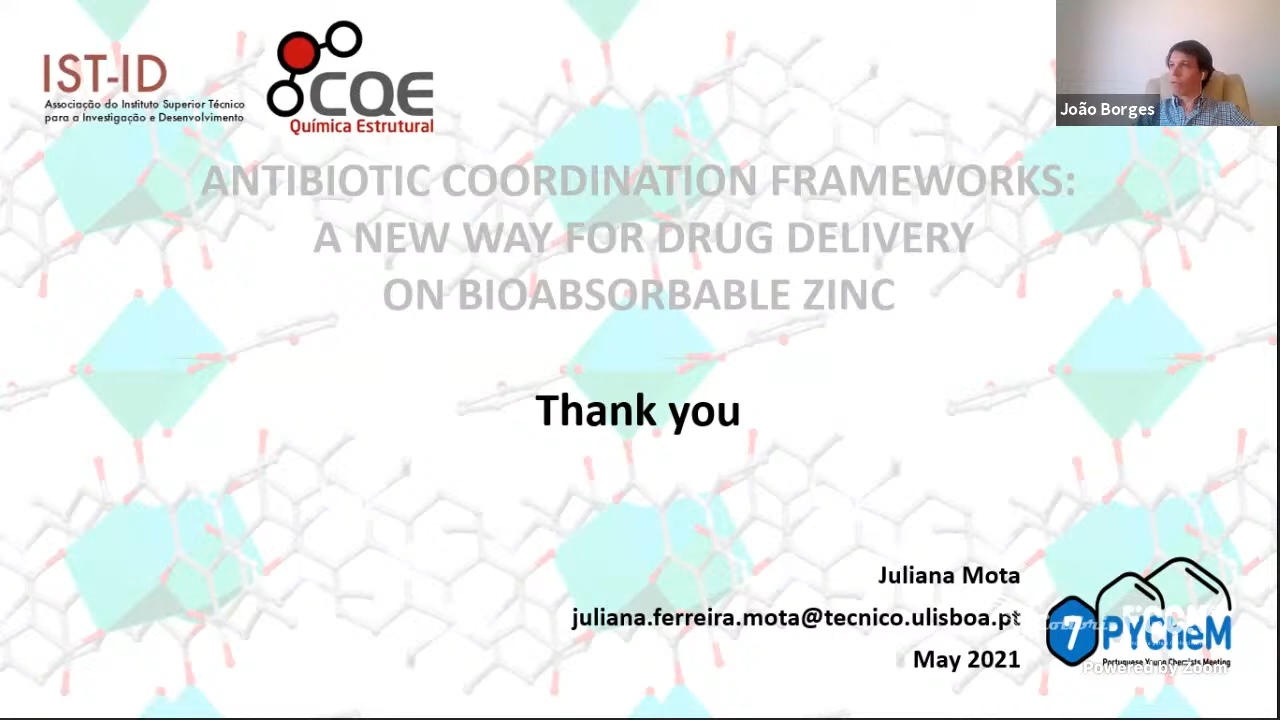 IST-ID
Associação do Instituto Superior Técnico
para a Investigação e Desenvolvimento
CQE
Química Estrutural
João Borges
ANTIBIOTIC COORDINATION FRAMEWORKS:
A NEW WAY FOR DRUG DELIVERY
ON BIOABSORBABLE ZINC
Thank you
Juliana Mota
juliana.ferreira.mota@tecnico.ulisboa.pt
May 2021
7 PYCheM
Portuguese Young Chemists Meeting
Powered by Zoom